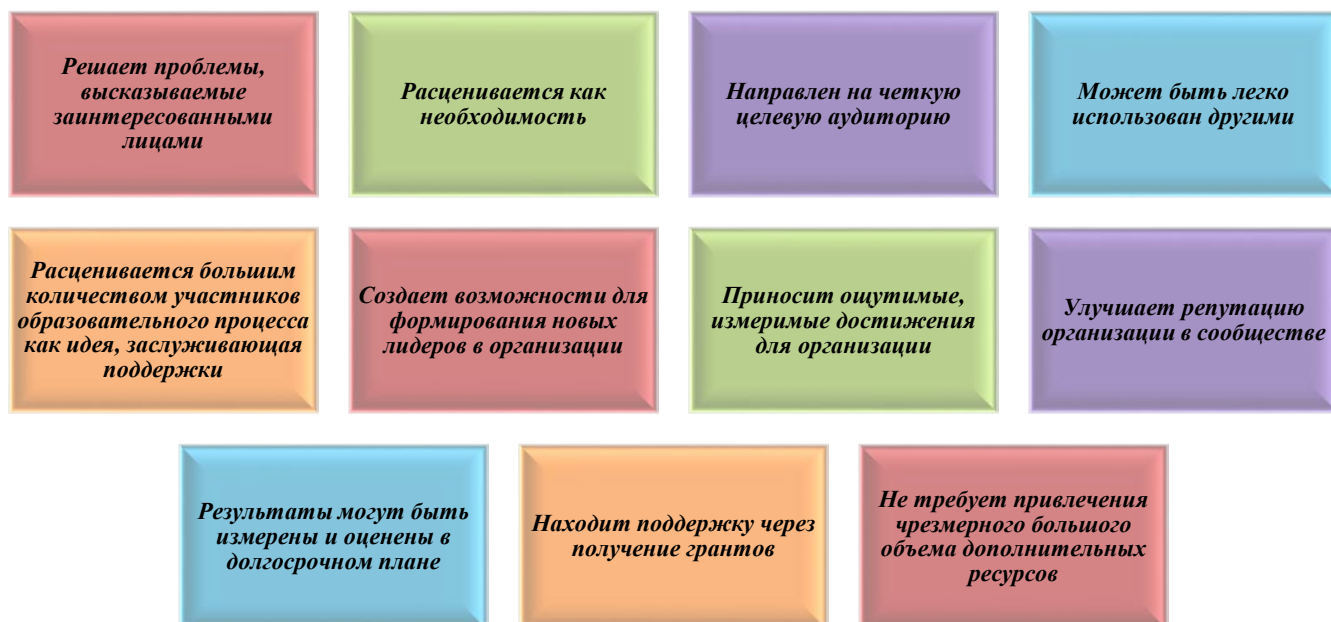 Решает проблемы,
высказываемые
заинтересованными
лицами
Расценивается как
необходимость
Направлен на четкую
целевую аудиторию
Может быть легко
использован другими
Расценивается большим
количеством участников
образовательного процесса
как идея, заслуживающая
поддержки
Создает возможности для
формирования новых
лидеров в организации
Приносит ощутимые,
измеримые достижения
для организации
Улучшает репутацию
организации в сообществе
Результаты могут быть
измерены и оценены в
долгосрочном плане
Находит поддержку через
получение грантов
Не требует привлечения
чрезмерного большого
объема дополнительных
ресурсов